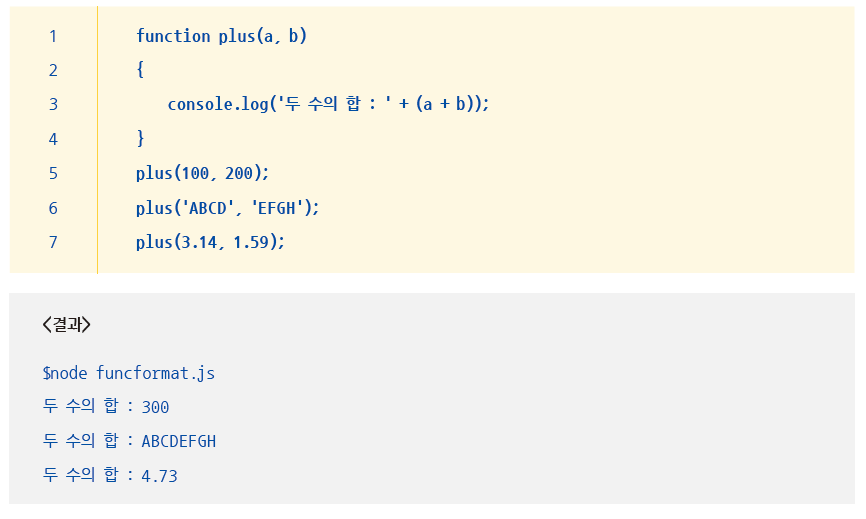 1 function plus(a, b)
2 {
3 console.log('두 수의 합 : ' + (a + b));
4 }
5 plus(100, 200);
6 plus('ABCD', 'EFGH');
7 plus(3.14, 1.59);
<결과>
$node funcformat.js
두 수의 합 : 300
두 수의 합 : ABCDEFGH
두 수의 합 : 4.73